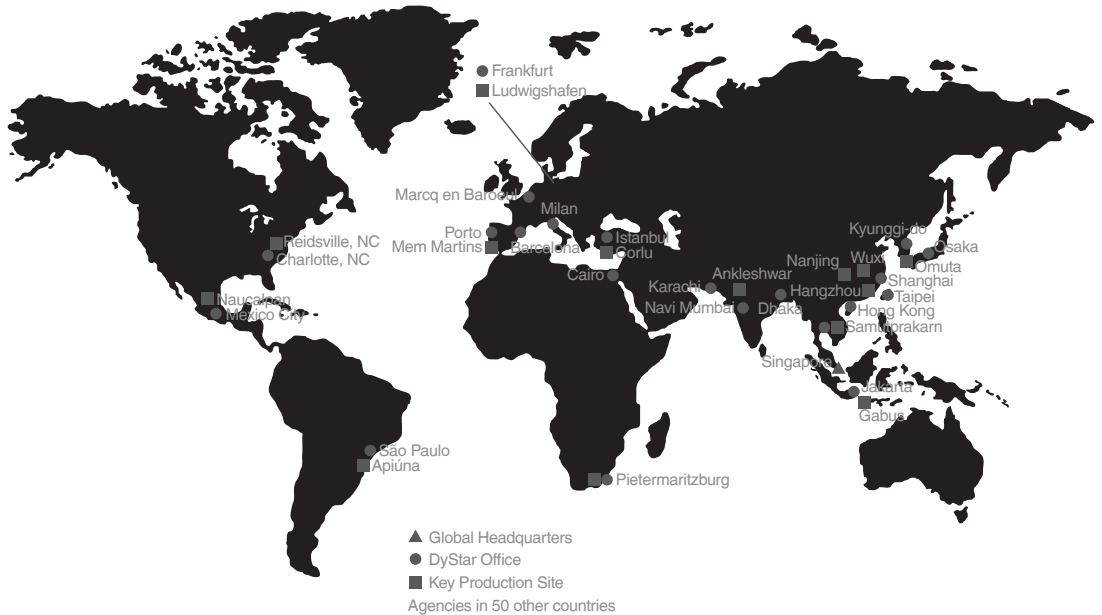 Frankfurt
Ludwigshafen
Marcq en Baroeul
Milan
Porto
Mem Martins
Barcelona
Istanbul
Corlu
Cairo
Reidsville, NC
Charlotte, NC
Naucalpan
Mexico City
Kyunggi-do
Osaka
Omuta
Nanjing
Wuxi
Shanghai
Ankleshwar
Karachi
Hangzhou
Taipei
Navi Mumbai
Dhaka
Hong Kong
Samutprakarn
Singapore
Jakarta
Gabus
São Paulo
Apiúna
Pietermaritzburg
Global Headquarters
DyStar Office
Key Production Site
Agencies in 50 other countries